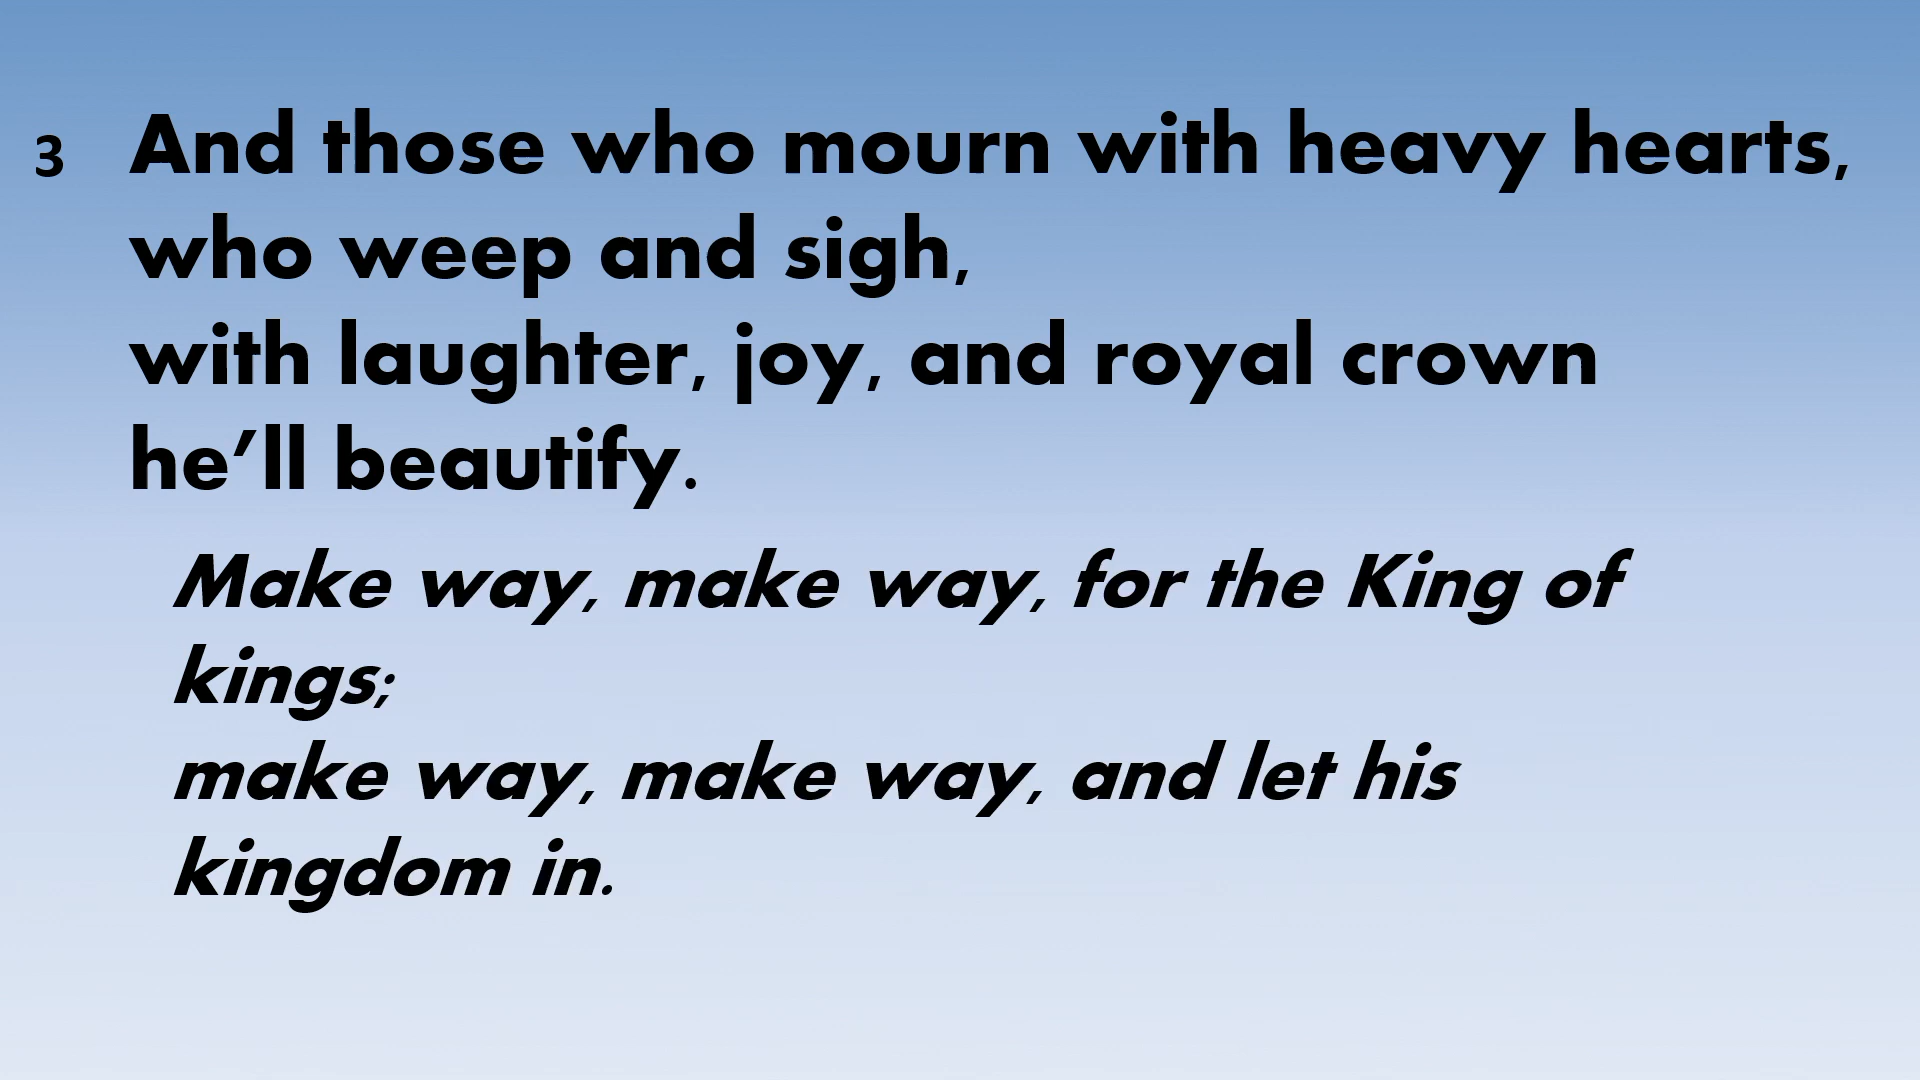 3 And those who mourn with heavy hearts,
who weep and sigh,
with laughter, joy, and royal crown
he’ll beautify.
Make way, make way, for the King of
kings;
make way, make way, and let his
kingdom in.